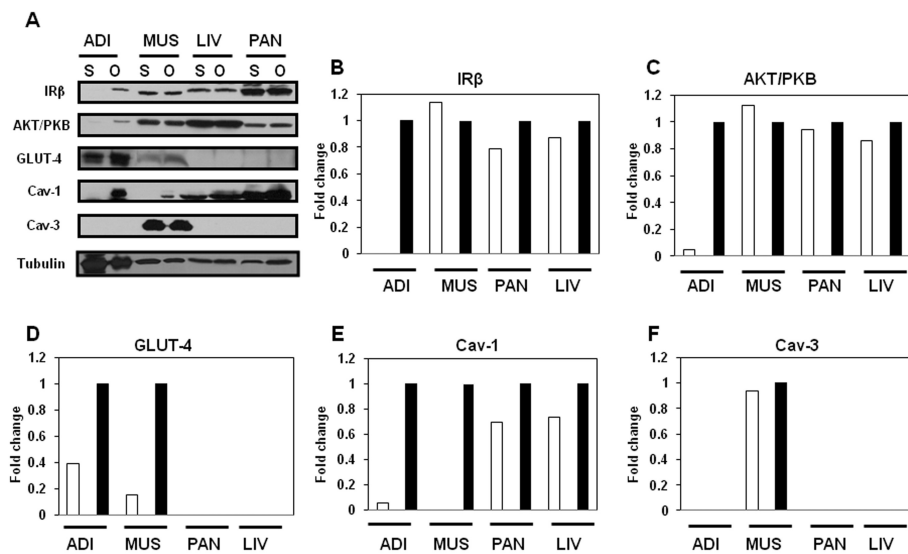 A
ADI MUS LIV PAN
S O S O S O S O
IRβ
AKT/PKB
GLUT-4
Cav-1
Cav-3
Tubulin
B
IRβ
Fold change
1.2
1
0.8
0.6
0.4
0.2
0
ADI MUS PAN LIV
C
AKT/PKB
Fold change
1.2
1
0.8
0.6
0.4
0.2
0
ADI MUS PAN LIV
D
GLUT-4
Fold change
1.2
1
0.8
0.6
0.4
0.2
0
ADI MUS PAN LIV
E
Cav-1
Fold change
1.2
1
0.8
0.6
0.4
0.2
0
ADI MUS PAN LIV
F
Cav-3
Fold change
1.2
1
0.8
0.6
0.4
0.2
0
ADI MUS PAN LIV